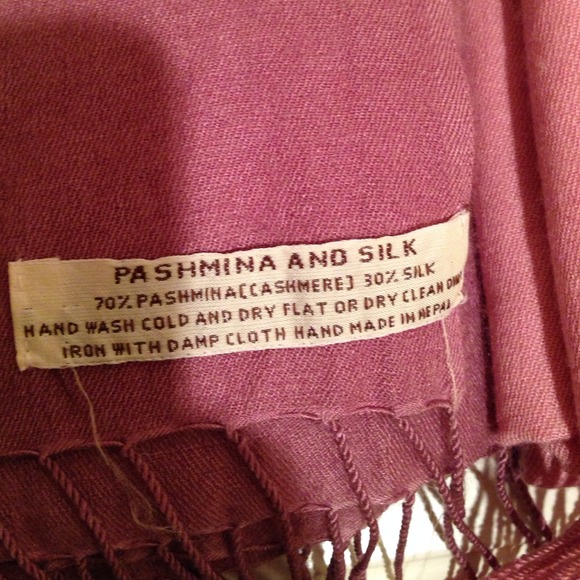 PASHMINA AND SILK
70% PASHMINA[CASHMERE] 30% SILK
HAND WASH COLD AND DRY FLAT OR DRY CLEAN
IRON WITH DAMP CLOTH HAND MADE IN NEPAL